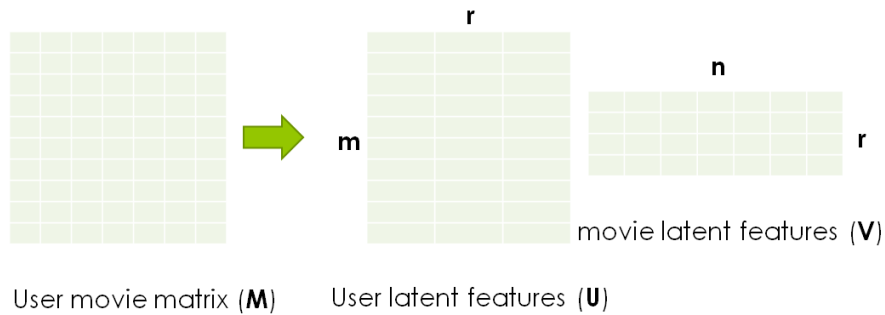 r
n
m
r
movie latent features (V)
User movie matrix (M)
User latent features (U)